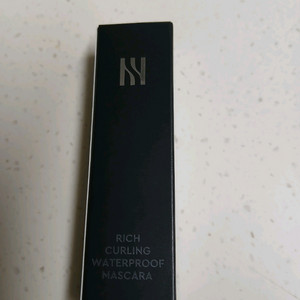 RICH
CURLING
WATERPROOF
MASCARA